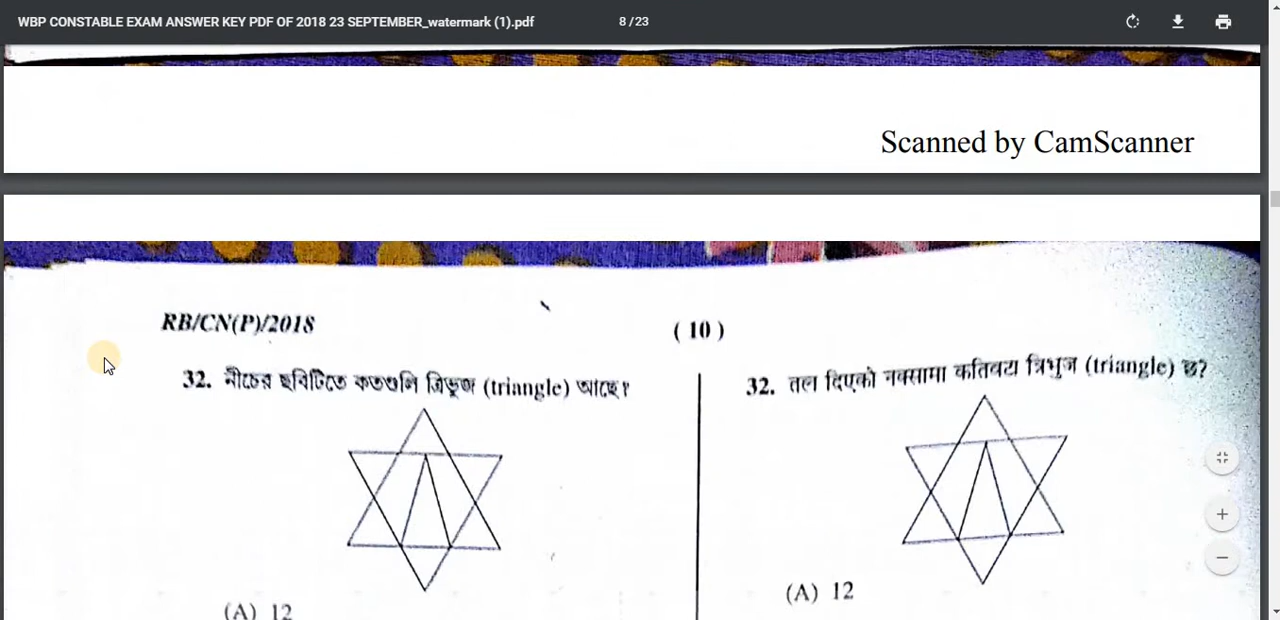 WBP CONSTABLE EXAM ANSWER KEY PDF OF 2018 23 SEPTEMBER_watermark (1).pdf
8 / 23
Scanned by CamScanner
RB/CN(P)/2018
( 10 )
32. নীচের ছবিটিতে কতগুলি ত্রিভূজ (triangle) আছে?
(A) 12
32. तल दिएको नक्सामा कतिवटा त्रिभुज (triangle) छ?
(A) 12